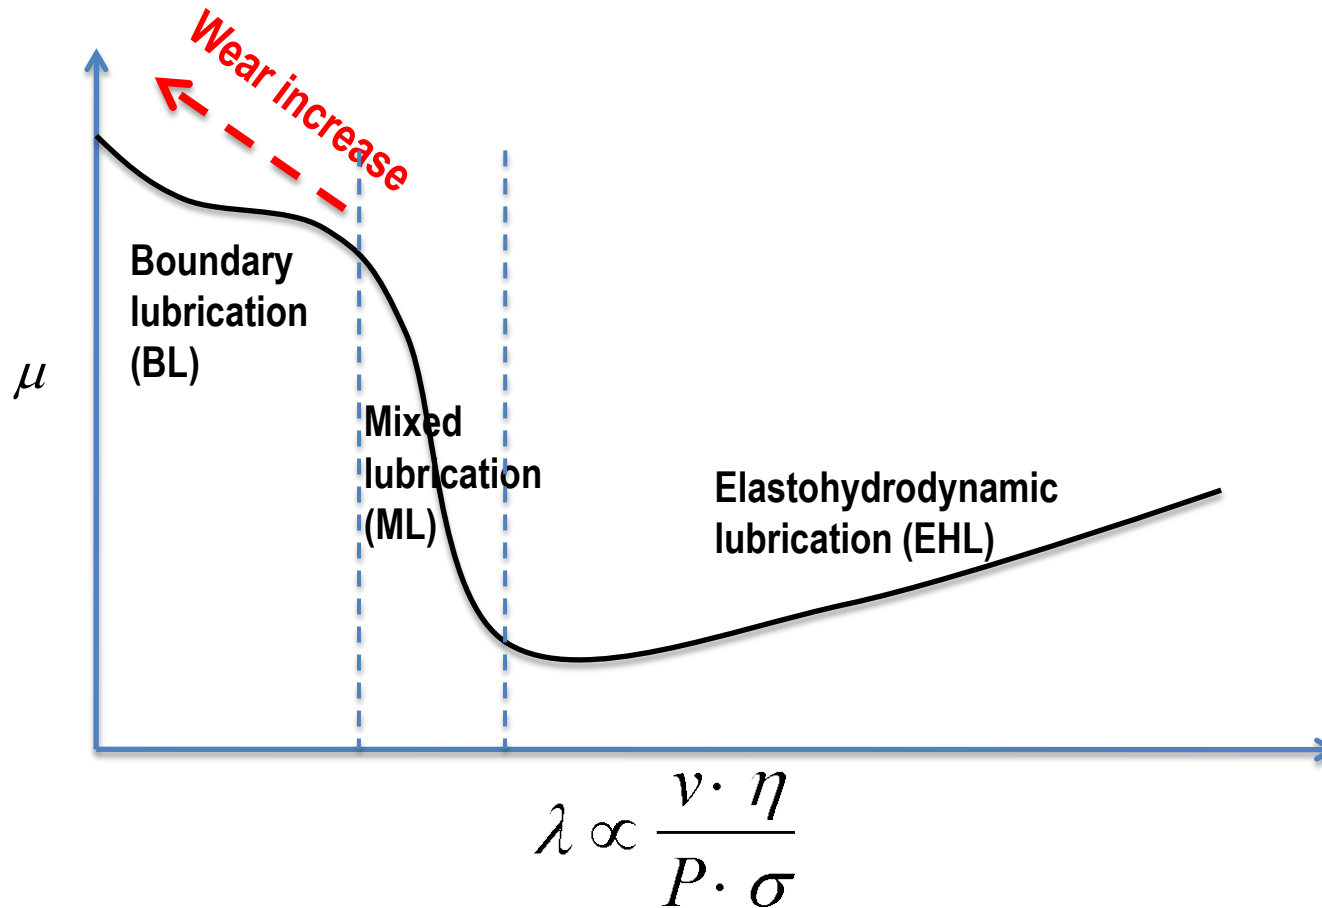 Wear increase
Boundary
lubrication
(BL)
μ
Mixed
lubrication
(ML)
Elastohydrodynamic
lubrication (EHL)
λ ∝ v · η / P · σ